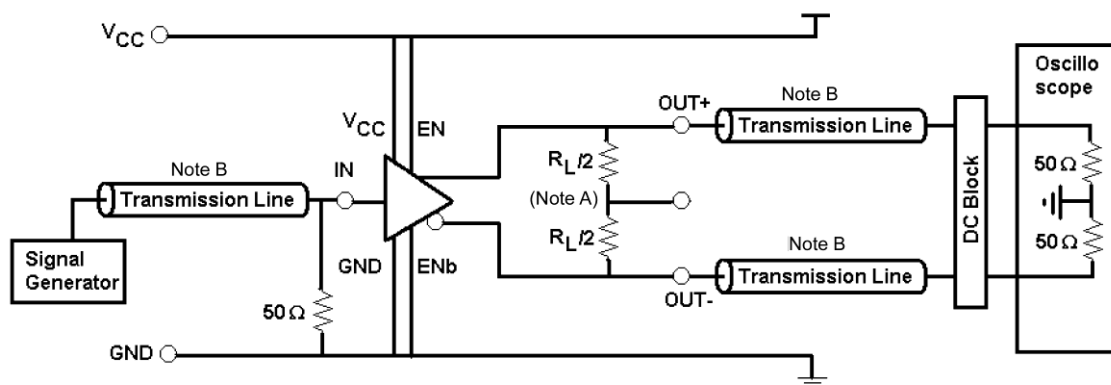 VCC
Oscillo
scope
Note B
OUT+
Transmission Line
VCC
EN
RL/2
50 Ω
Note B
IN
Transmission Line
(Note A)
DC Block
RL/2
50 Ω
Note B
Signal
Generator
GND
ENb
Transmission Line
OUT-
50 Ω
GND